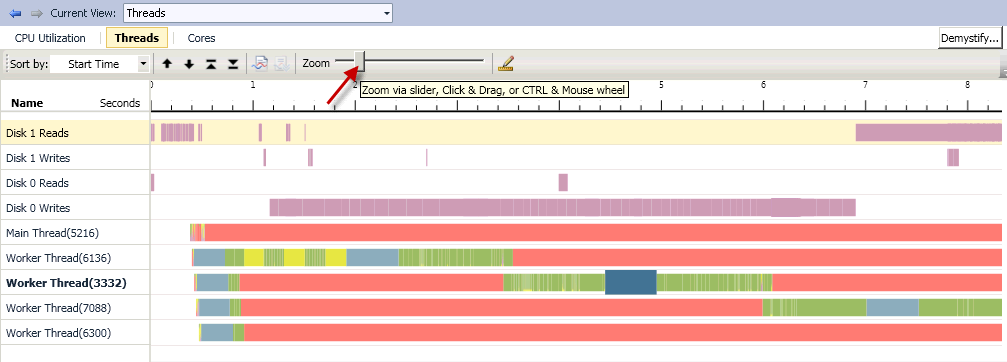 Current View: Threads
CPU Utilization Threads Cores Demystify...
Sort by: Start Time Zoom
Zoom via slider, Click & Drag, or CTRL & Mouse wheel
Name Seconds 0 1 2 3 4 5 6 7 8
Disk 1 Reads
Disk 1 Writes
Disk 0 Reads
Disk 0 Writes
Main Thread(5216)
Worker Thread(6136)
Worker Thread(3332)
Worker Thread(7088)
Worker Thread(6300)